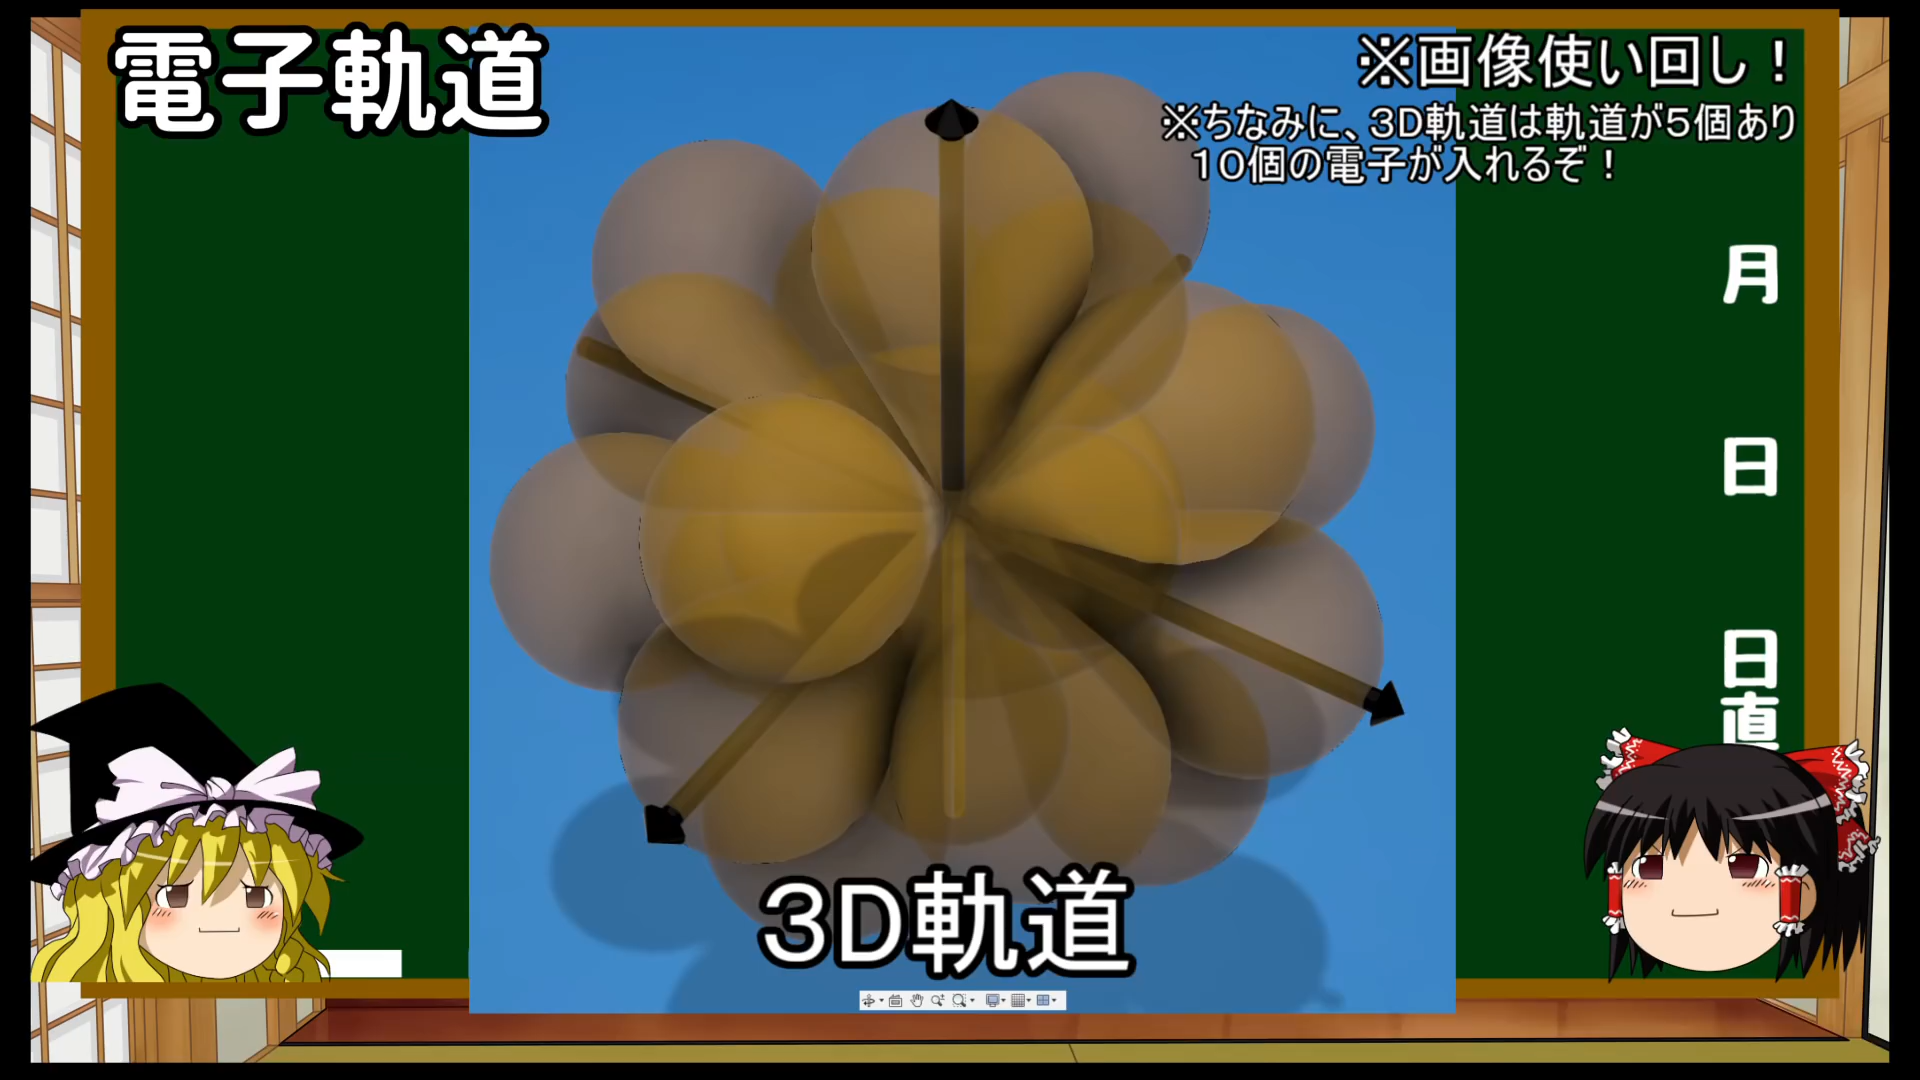 電子軌道
※画像使い回し！
※ちなみに、3D軌道は軌道が５個あり
１０個の電子が入れるぞ！
月
日
日直
3D軌道